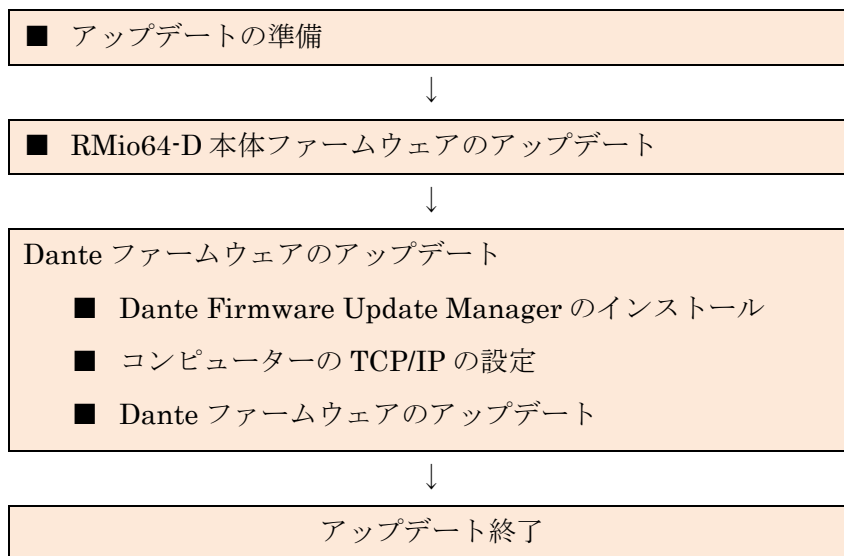 ■ アップデートの準備
↓
■ RMio64-D 本体ファームウェアのアップデート
↓
Dante ファームウェアのアップデート
■ Dante Firmware Update Manager のインストール
■ コンピューターの TCP/IP の設定
■ Dante ファームウェアのアップデート
↓
アップデート終了